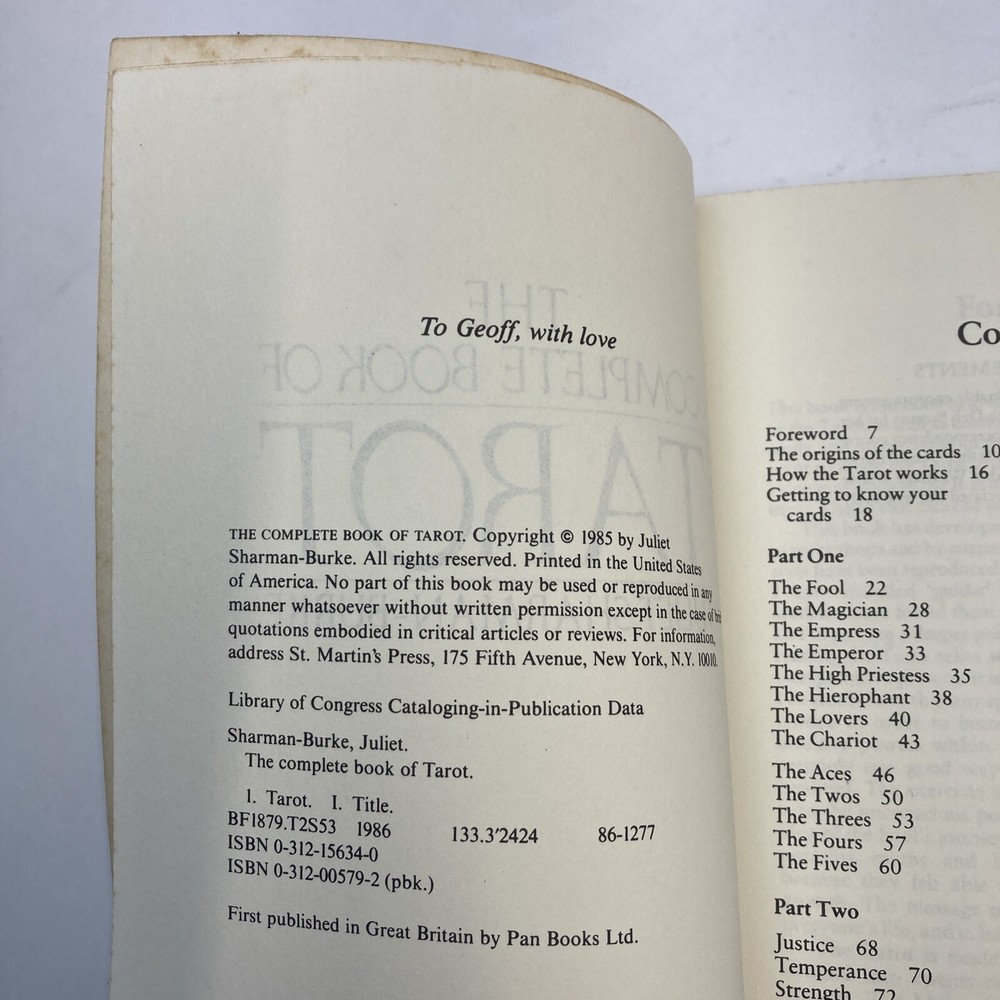 To Geoff, with love
THE COMPLETE BOOK OF TAROT. Copyright © 1985 by Juliet
Sharman-Burke. All rights reserved. Printed in the United States
of America. No part of this book may be used or reproduced in any
manner whatsoever without written permission except in the case of
quotations embodied in critical articles or reviews. For information,
address St. Martin's Press, 175 Fifth Avenue, New York, N.Y. 10010.
Library of Congress Cataloging-in-Publication Data
Sharman-Burke, Juliet.
The complete book of Tarot.
1. Tarot. I. Title.
BF1879.T2S53 1986 133.3'2424 86-1277
ISBN 0-312-15634-0
ISBN 0-312-00579-2 (pbk.)
First published in Great Britain by Pan Books Ltd.
Co
Foreword 7
The origins of the cards 10
How the Tarot works 16
Getting to know your
cards 18
Part One
The Fool 22
The Magician 28
The Empress 31
The Emperor 33
The High Priestess 35
The Hierophant 38
The Lovers 40
The Chariot 43
The Aces 46
The Twos 50
The Threes 53
The Fours 57
The Fives 60
Part Two
Justice 68
Temperance 70
Strength 72